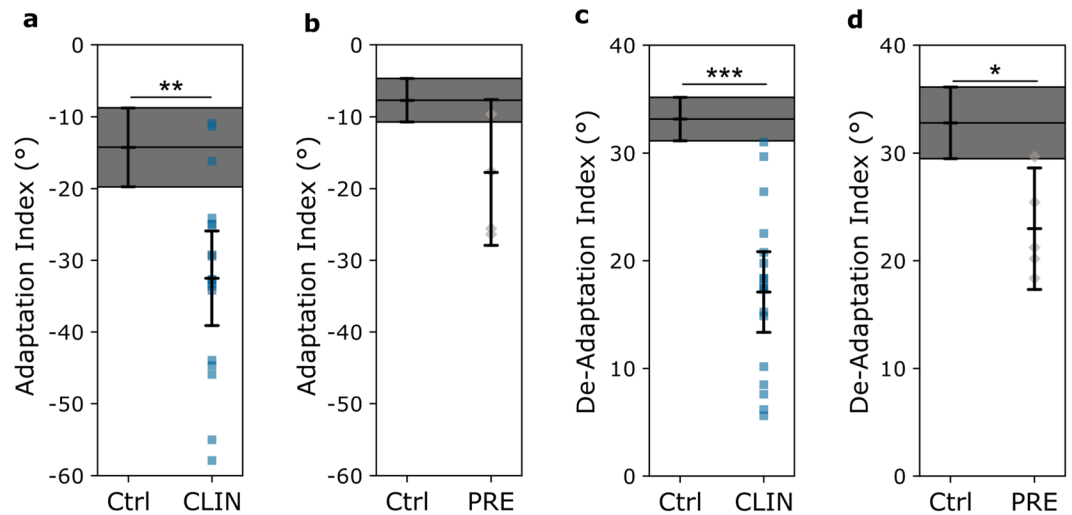 a
Adaptation Index (°)
0
-10
-20
-30
-40
-50
-60
**
Ctrl CLIN
b
Adaptation Index (°)
0
-10
-20
-30
-40
-50
-60
Ctrl PRE
c
De-Adaptation Index (°)
40
30
20
10
0
***
Ctrl CLIN
d
De-Adaptation Index (°)
40
30
20
10
0
*
Ctrl PRE